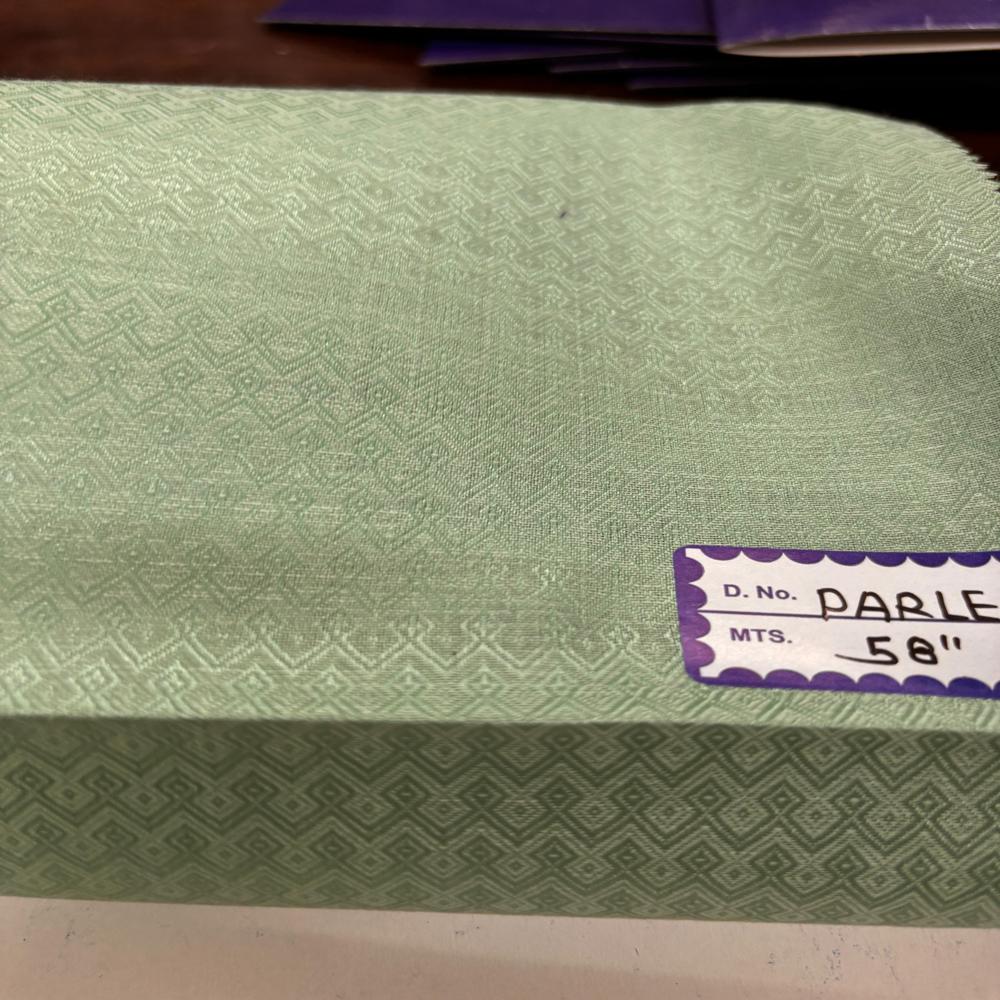 D. No. PARLE
MTS. 58"